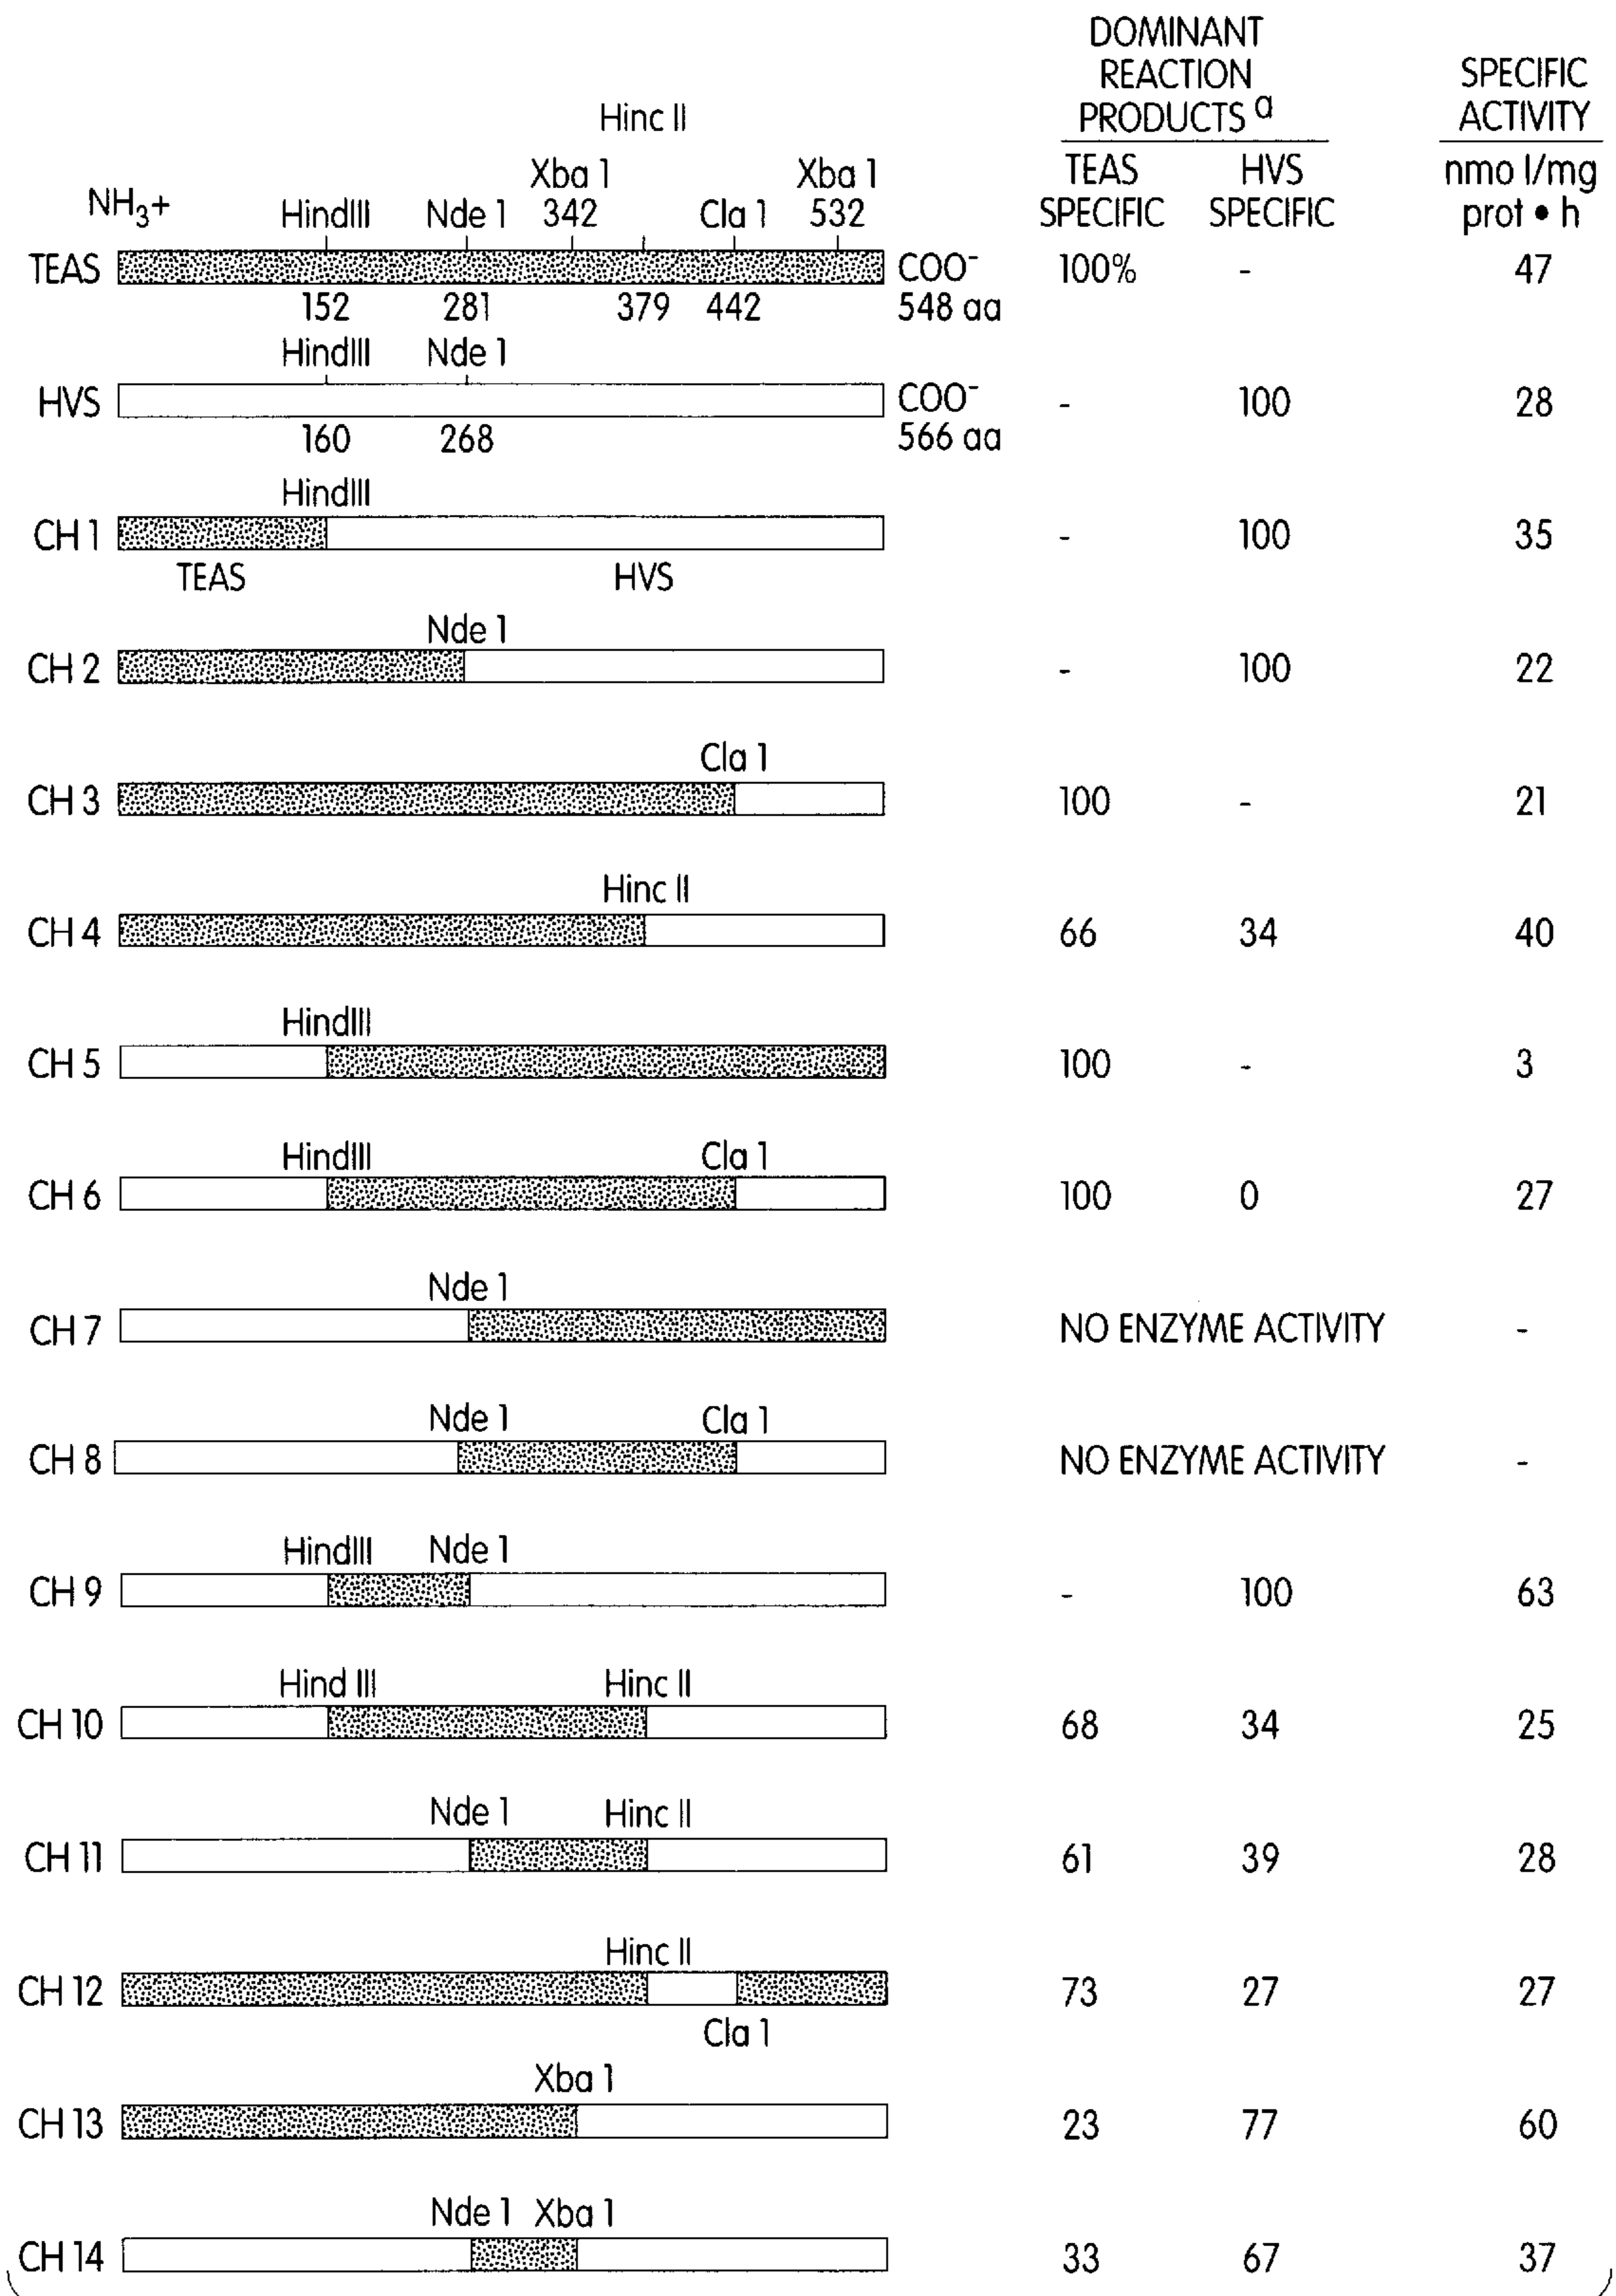 DOMINANT
REACTION
PRODUCTS a
SPECIFIC
ACTIVITY
TEAS
SPECIFIC
HVS
SPECIFIC
nmo l/mg
prot • h
Hinc II
Xba 1 Xba 1
NH3+ HindIII Nde 1 342 Cla 1 532
TEAS COO- 100% - 47
152 281 379 442 548 aa
HindIII Nde 1
HVS COO- - 100 28
160 268 566 aa
HindIII
CH 1 - 100 35
TEAS HVS
Nde 1
CH 2 - 100 22
Cla 1
CH 3 100 - 21
Hinc II
CH 4 66 34 40
HindIII
CH 5 100 - 3
HindIII Cla 1
CH 6 100 0 27
Nde 1
CH 7 NO ENZYME ACTIVITY -
Nde 1 Cla 1
CH 8 NO ENZYME ACTIVITY -
HindIII Nde 1
CH 9 - 100 63
Hind III Hinc II
CH 10 68 34 25
Nde 1 Hinc II
CH 11 61 39 28
Hinc II
CH 12 73 27 27
Cla 1
Xba 1
CH 13 23 77 60
Nde 1 Xba 1
CH 14 33 67 37